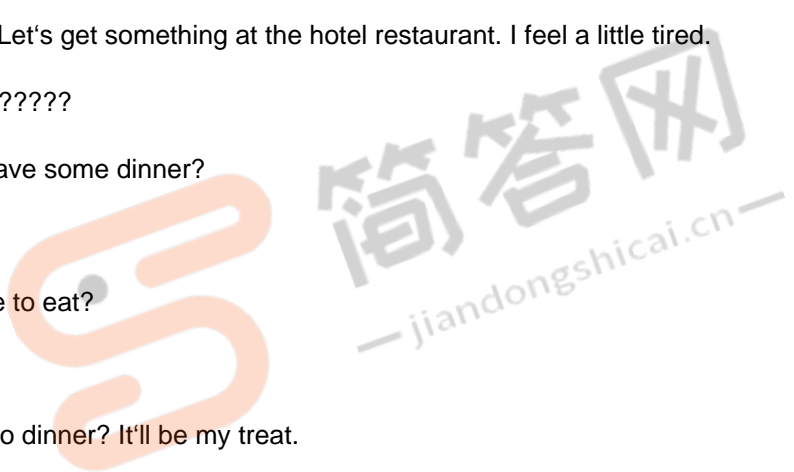 Let‘s get something at the hotel restaurant. I feel a little tired.
?????
ave some dinner?
e to eat?
o dinner? It‘ll be my treat.
简答网
jiandongshicai.cn